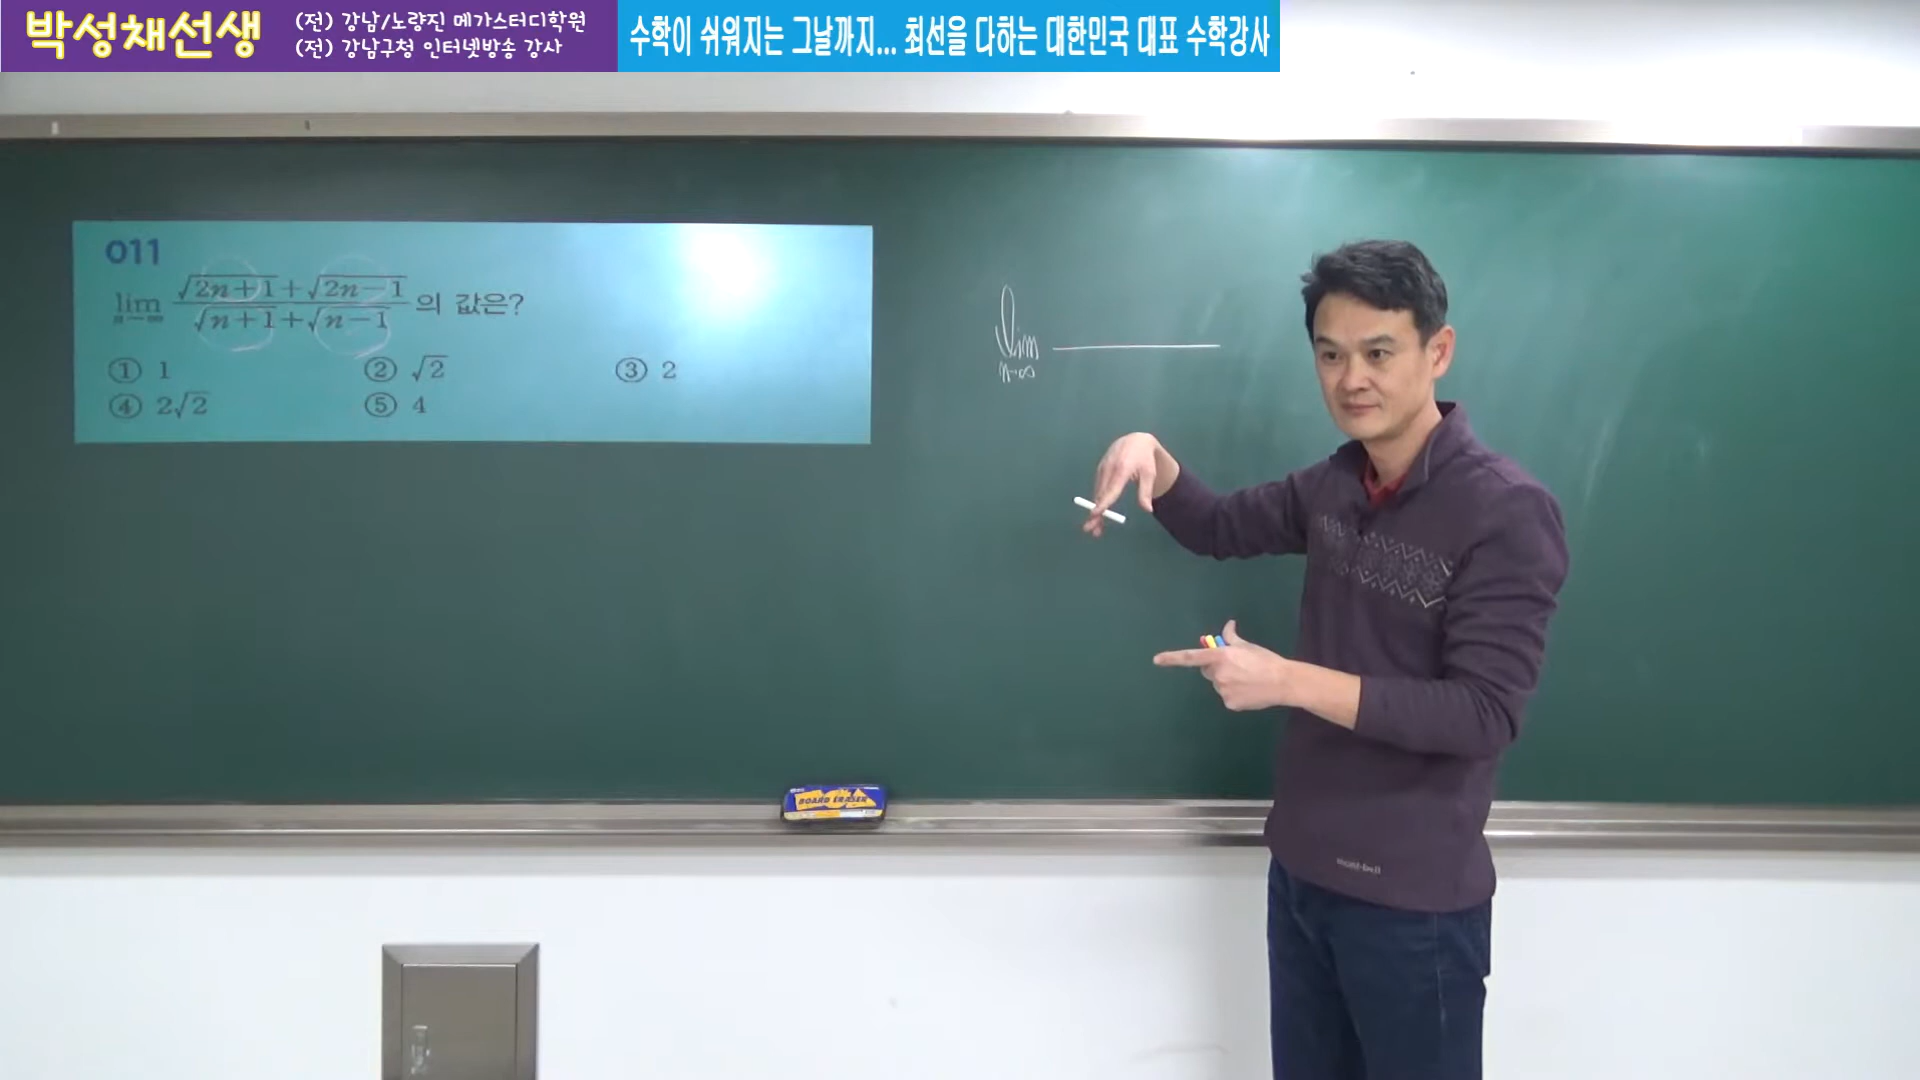 박성채선생
(전) 강남/노량진 메가스터디학원
(전) 강남구청 인터넷방송 강사
수학이 쉬워지는 그날까지... 최선을 다하는 대한민국 대표 수학강사
011
lim n→∞ (√(2n+1)+√(2n−1))/(√(n+1)+√(n−1)) 의 값은?
① 1 ② √2 ③ 2
④ 2√2 ⑤ 4
lim
n→∞
BOARD ERASER
mont-bell